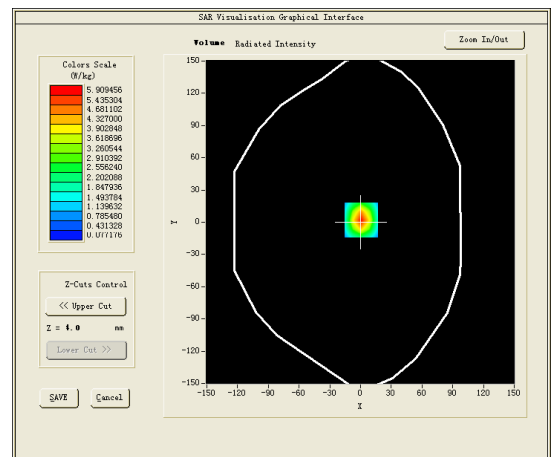 SAR Visualisation Graphical Interface
Volume Radiated Intensity
Zoom In/Out
Colors Scale
(W/kg)
5.909456
5.435304
4.681102
4.327000
3.902848
3.618696
3.260544
2.910392
2.556240
2.202088
1.847936
1.493784
1.139632
0.785480
0.431328
0.077176
Z-Cuts Control
<< Upper Cut
Z = 4.0 mm
Lower Cut >>
SAVE
Cancel
150
120
90
60
30
0
-30
-60
-90
-120
-150
Y
-150 -120 -90 -60 -30 0 30 60 90 120 150
X